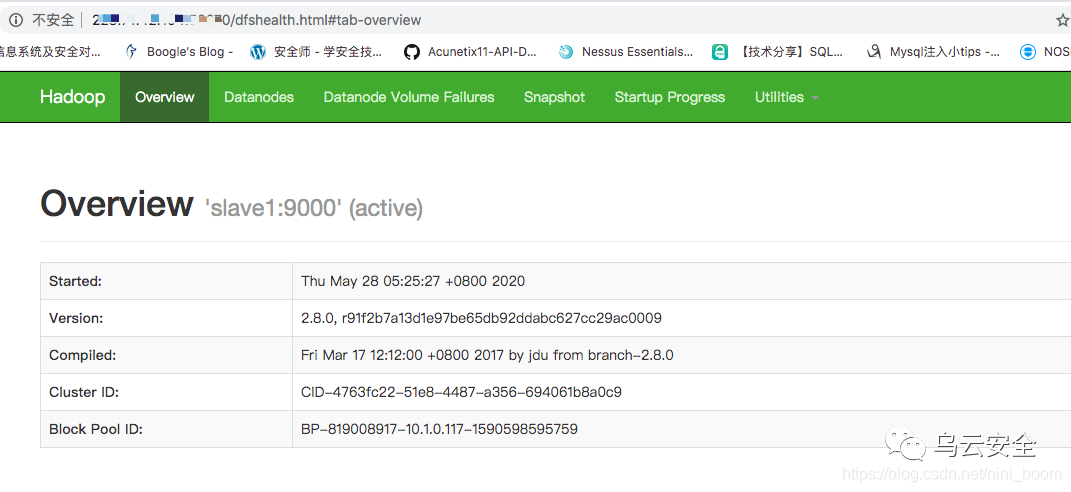 不安全
0/dfshealth.html#tab-overview
信息系统及安全对... Boogle's Blog - 安全师 - 学安全技... Acunetix11-API-D... Nessus Essentials... 【技术分享】SQL... Mysql注入小tips -...
Hadoop Overview Datanodes Datanode Volume Failures Snapshot Startup Progress Utilities
Overview 'slave1:9000' (active)
Started: Thu May 28 05:25:27 +0800 2020
Version: 2.8.0, r91f2b7a13d1e97be65db92ddabc627cc29ac0009
Compiled: Fri Mar 17 12:12:00 +0800 2017 by jdu from branch-2.8.0
Cluster ID: CID-4763fc22-51e8-4487-a356-694061b8a0c9
Block Pool ID: BP-819008917-10.1.0.117-1590598595759
乌云安全
https://blog.csdn.net/nini_boom